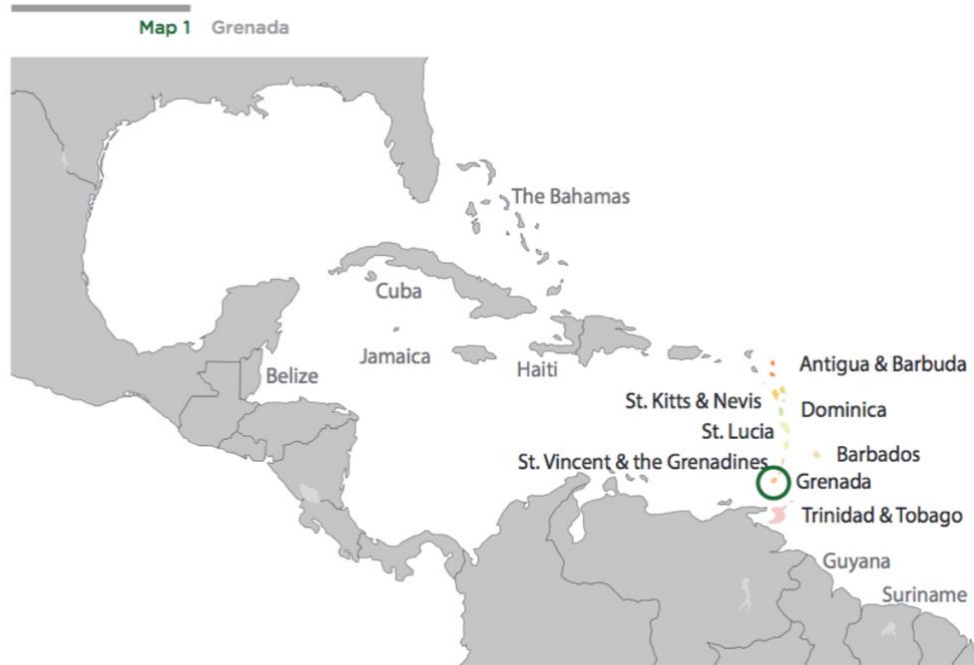 Map 1 Grenada
The Bahamas
Cuba
Jamaica
Haiti
Belize
Antigua & Barbuda
St. Kitts & Nevis
Dominica
St. Lucia
Barbados
St. Vincent & the Grenadines
Grenada
Trinidad & Tobago
Guyana
Suriname